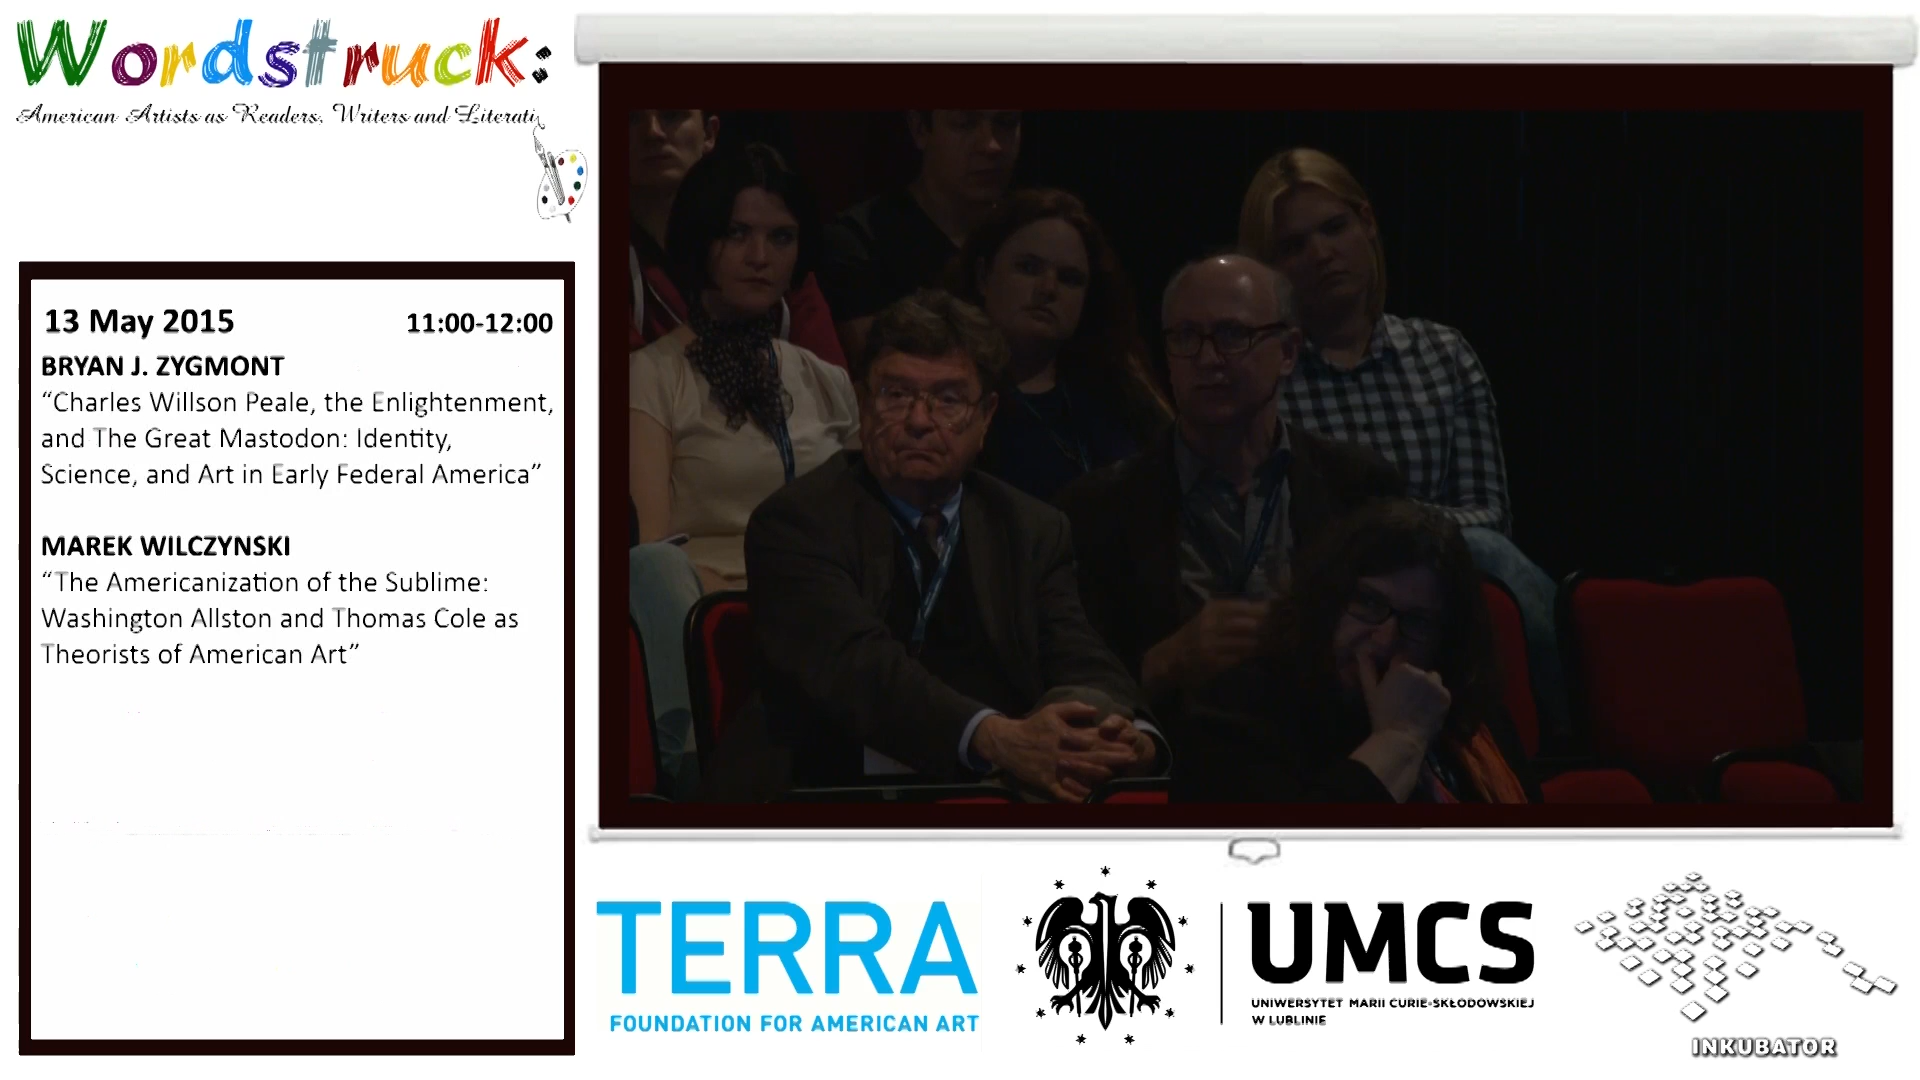 Wordstruck:
American Artists as Readers, Writers and Literati
13 May 2015 11:00-12:00
BRYAN J. ZYGMONT
“Charles Willson Peale, the Enlightenment,
and The Great Mastodon: Identity,
Science, and Art in Early Federal America”
MAREK WILCZYNSKI
“The Americanization of the Sublime:
Washington Allston and Thomas Cole as
Theorists of American Art”
TERRA
FOUNDATION FOR AMERICAN ART
UMCS
UNIWERSYTET MARII CURIE-SKŁODOWSKIEJ
W LUBLINIE
INKUBATOR